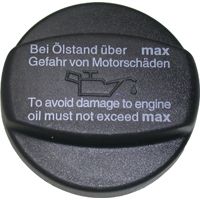 Bei Ölstand über max
Gefahr von Motorschäden
To avoid damage to engine
oil must not exceed max